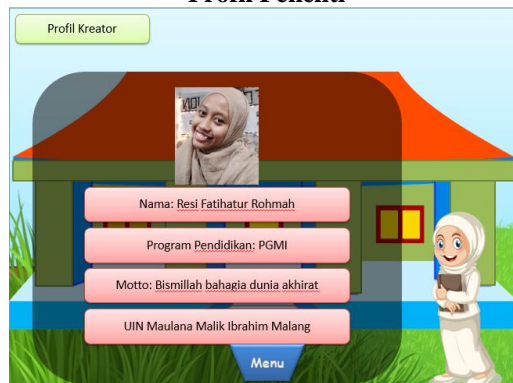 Profil Peneliti
Profil Kreator
Nama: Resi Fatihatur Rohmah
Program Pendidikan: PGMI
Motto: Bismillah bahagia dunia akhirat
UIN Maulana Malik Ibrahim Malang
Menu